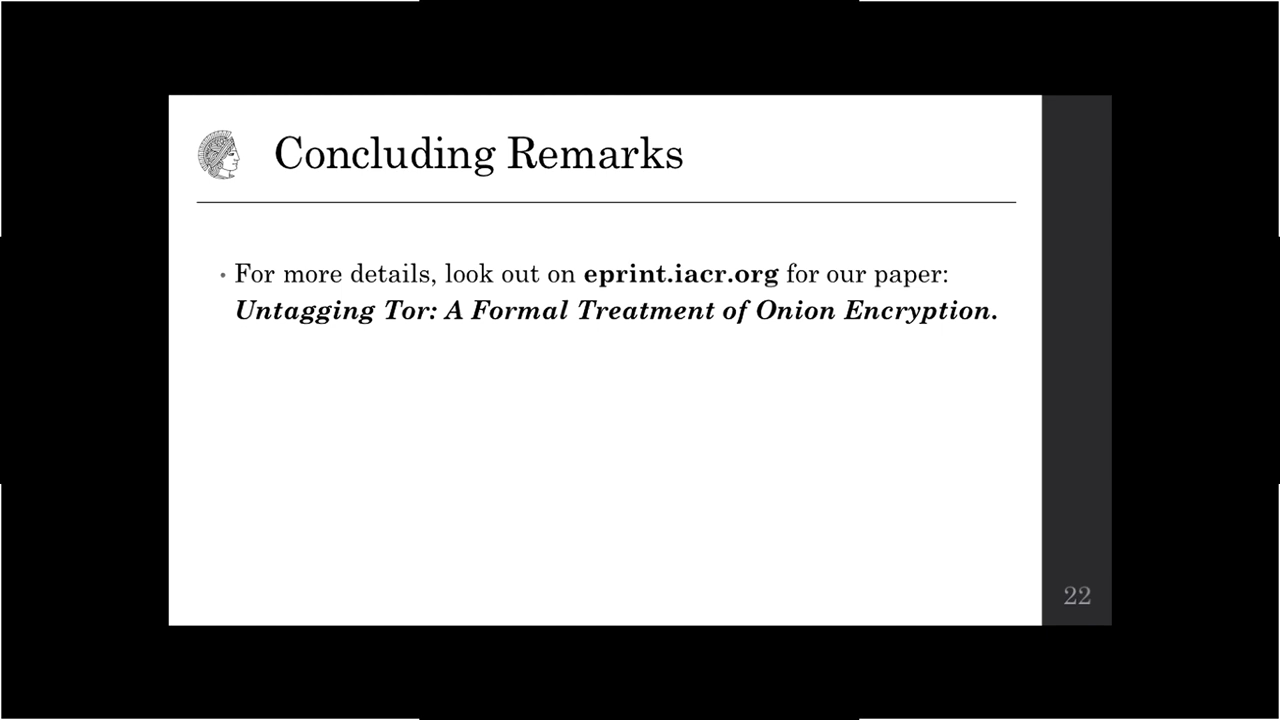 Concluding Remarks
• For more details, look out on eprint.iacr.org for our paper:
Untagging Tor: A Formal Treatment of Onion Encryption.
22